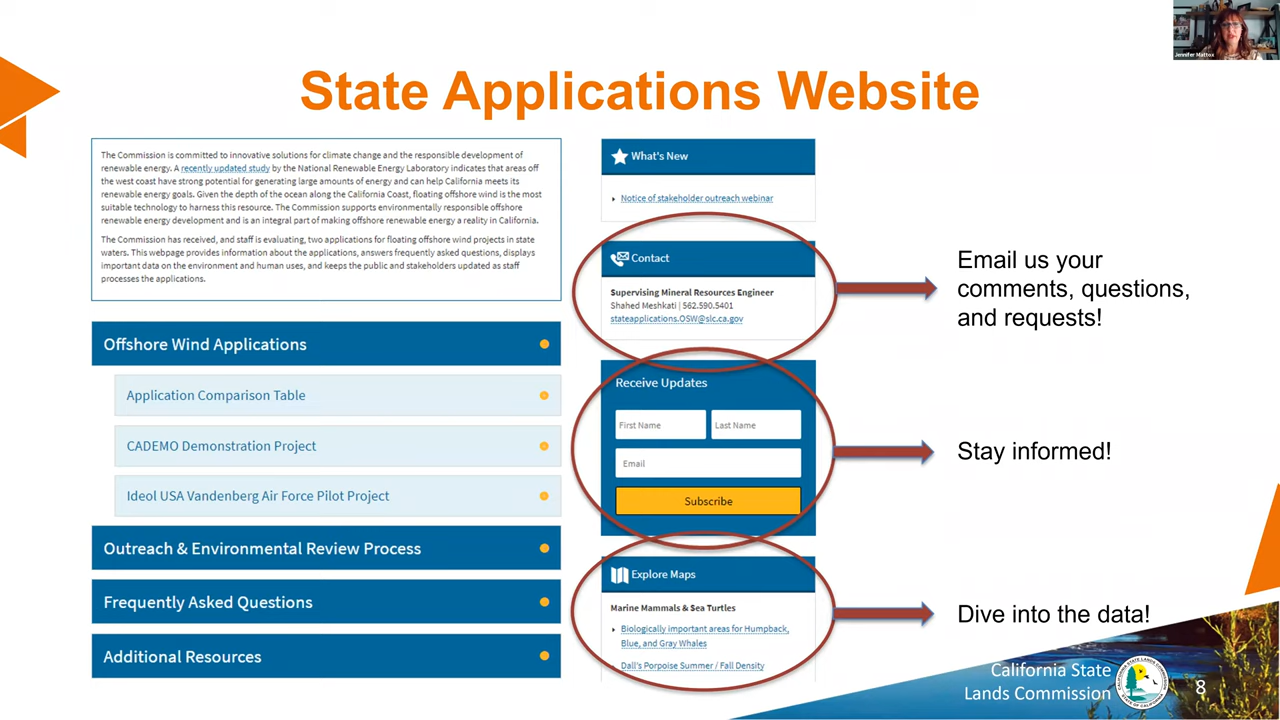 Jennifer Mattox
State Applications Website
The Commission is committed to innovative solutions for climate change and the responsible development of
renewable energy. A recently updated study by the National Renewable Energy Laboratory indicates that areas off
the west coast have strong potential for generating large amounts of energy and can help California meets its
renewable energy goals. Given the depth of the ocean along the California Coast, floating offshore wind is the most
suitable technology to harness this resource. The Commission supports environmentally responsible offshore
renewable energy development and is an integral part of making offshore renewable energy a reality in California.
The Commission has received, and staff is evaluating, two applications for floating offshore wind projects in state
waters. This webpage provides information about the applications, answers frequently asked questions, displays
important data on the environment and human uses, and keeps the public and stakeholders updated as staff
processes the applications.
Offshore Wind Applications
Application Comparison Table
CADEMO Demonstration Project
Ideol USA Vandenberg Air Force Pilot Project
Outreach & Environmental Review Process
Frequently Asked Questions
Additional Resources
What's New
Notice of stakeholder outreach webinar
Contact
Supervising Mineral Resources Engineer
Shahed Meshkati | 562.590.5401
stateapplications.OSW@slc.ca.gov
Receive Updates
First Name
Last Name
Email
Subscribe
Explore Maps
Marine Mammals & Sea Turtles
Biologically important areas for Humpback,
Blue, and Gray Whales
Dall's Porpoise Summer / Fall Density
Email us your
comments, questions,
and requests!
Stay informed!
Dive into the data!
California State
Lands Commission
8